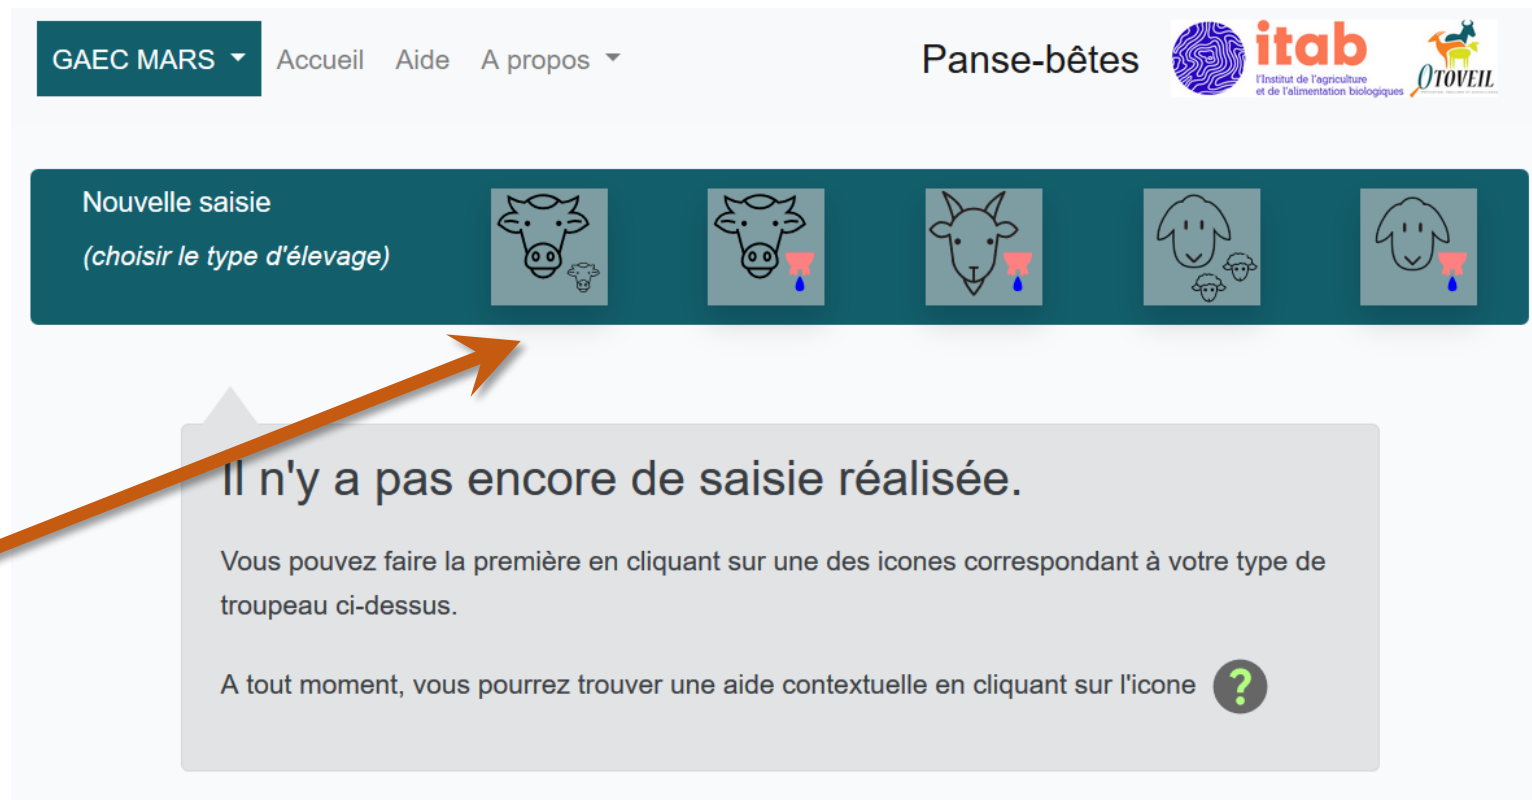 GAEC MARS Accueil Aide A propos Panse-bêtes
itab
l'Institut de l'agriculture
et de l'alimentation biologiques
OTOVEIL
Nouvelle saisie
(choisir le type d'élevage)
Il n'y a pas encore de saisie réalisée.
Vous pouvez faire la première en cliquant sur une des icones correspondant à votre type de
troupeau ci-dessus.
A tout moment, vous pourrez trouver une aide contextuelle en cliquant sur l'icone ?